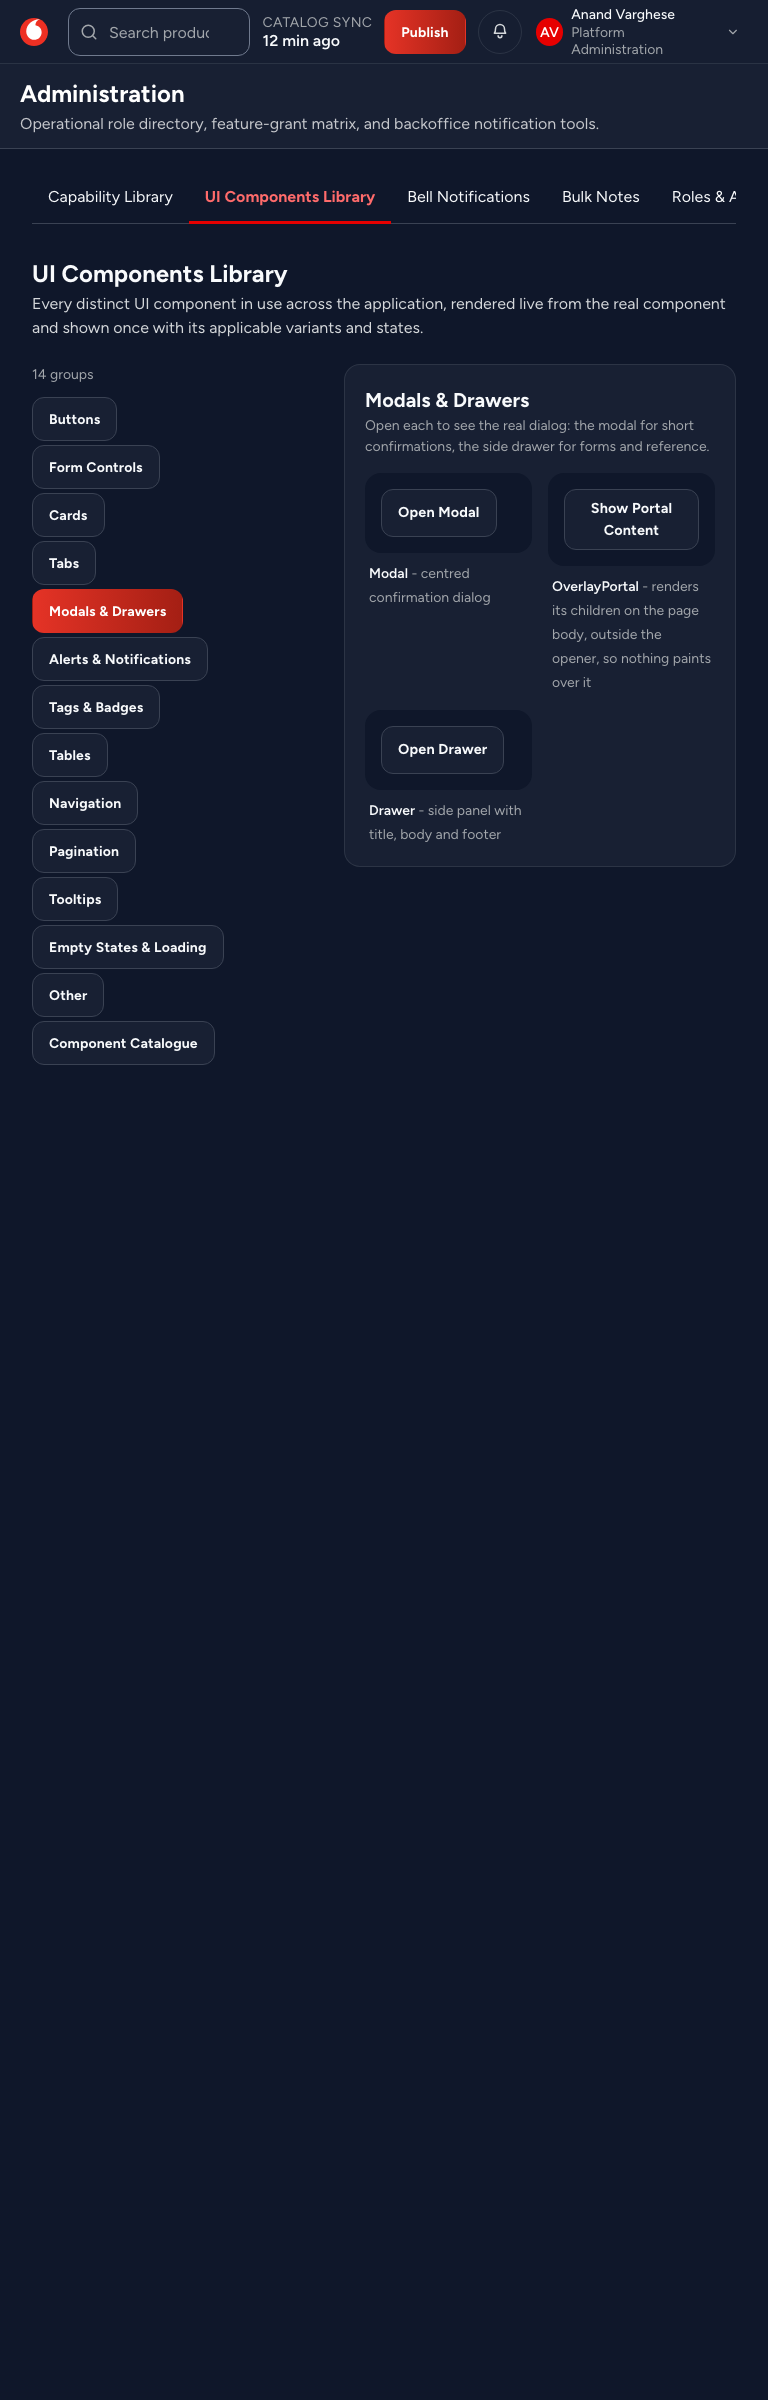 Search produc
CATALOG SYNC
12 min ago
Publish
AV
Anand Varghese
Platform
Administration
Administration
Operational role directory, feature-grant matrix, and backoffice notification tools.
Capability Library
UI Components Library
Bell Notifications
Bulk Notes
Roles & A
UI Components Library
Every distinct UI component in use across the application, rendered live from the real component
and shown once with its applicable variants and states.
14 groups
Buttons
Form Controls
Cards
Tabs
Modals & Drawers
Alerts & Notifications
Tags & Badges
Tables
Navigation
Pagination
Tooltips
Empty States & Loading
Other
Component Catalogue
Modals & Drawers
Open each to see the real dialog: the modal for short
confirmations, the side drawer for forms and reference.
Open Modal
Modal - centred
confirmation dialog
Show Portal
Content
OverlayPortal - renders
its children on the page
body, outside the
opener, so nothing paints
over it
Open Drawer
Drawer - side panel with
title, body and footer